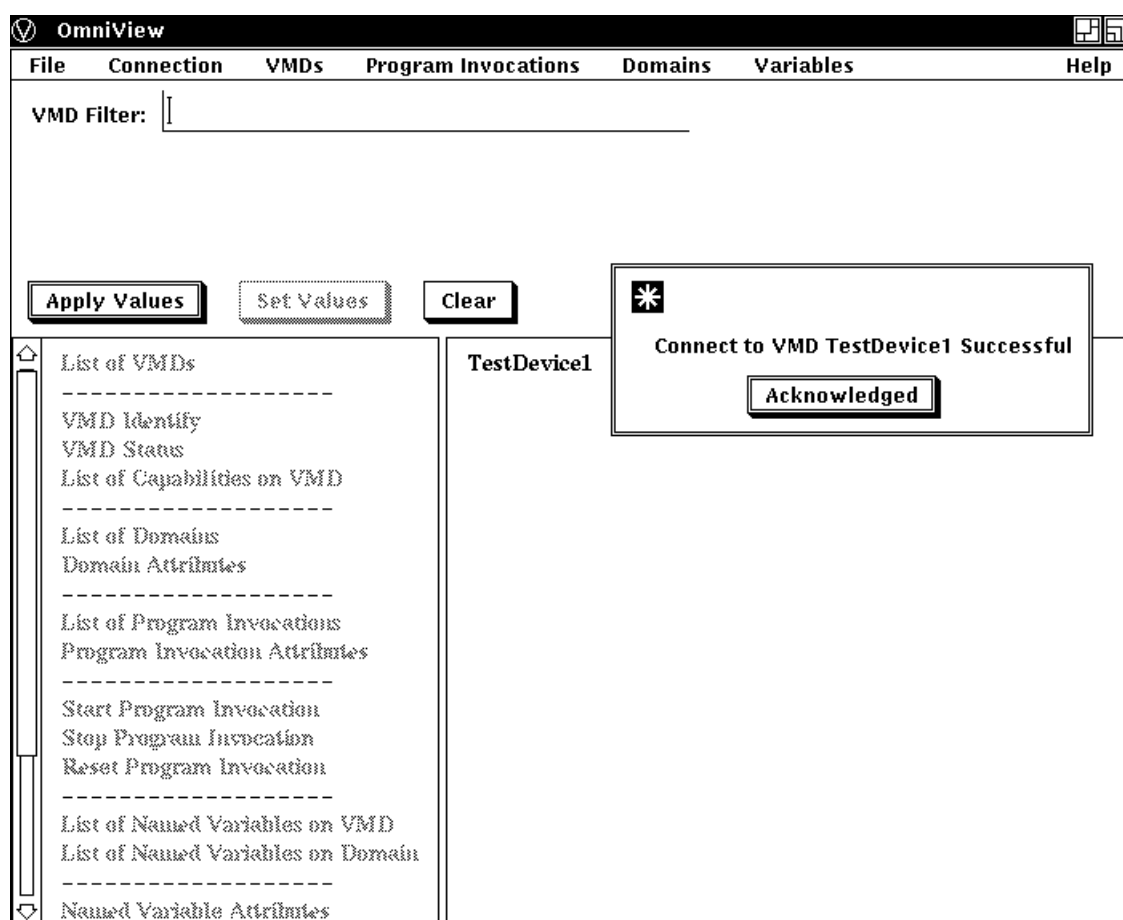 OmniView
File Connection VMDs Program Invocations Domains Variables Help
VMD Filter:
Apply Values Set Values Clear
Connect to VMD TestDevice1 Successful
Acknowledged
List of VMDs
-------------------
VMD Identify
VMD Status
List of Capabilities on VMD
-------------------
List of Domains
Domain Attributes
-------------------
List of Program Invocations
Program Invocation Attributes
-------------------
Start Program Invocation
Stop Program Invocation
Reset Program Invocation
-------------------
List of Named Variables on VMD
List of Named Variables on Domain
-------------------
Named Variable Attributes
TestDevice1